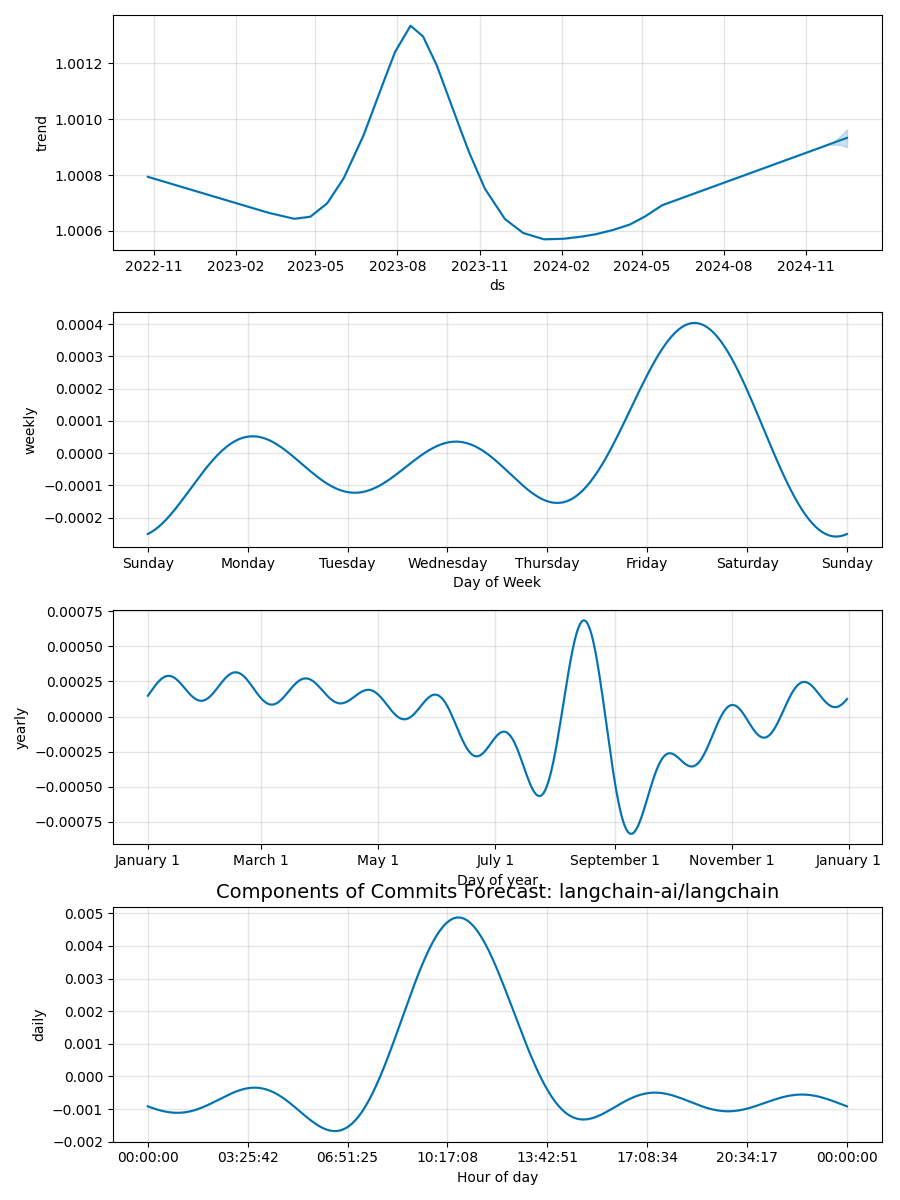 1.0012
1.0010
1.0008
1.0006
trend
2022-11 2023-02 2023-05 2023-08 2023-11 2024-02 2024-05 2024-08 2024-11
ds
0.0004
0.0003
0.0002
0.0001
0.0000
−0.0001
−0.0002
weekly
Sunday Monday Tuesday Wednesday Thursday Friday Saturday Sunday
Day of Week
0.00075
0.00050
0.00025
0.00000
−0.00025
−0.00050
−0.00075
yearly
January 1 March 1 May 1 July 1 September 1 November 1 January 1
Day of year
Components of Commits Forecast: langchain-ai/langchain
0.005
0.004
0.003
0.002
0.001
0.000
−0.001
−0.002
daily
00:00:00 03:25:42 06:51:25 10:17:08 13:42:51 17:08:34 20:34:17 00:00:00
Hour of day